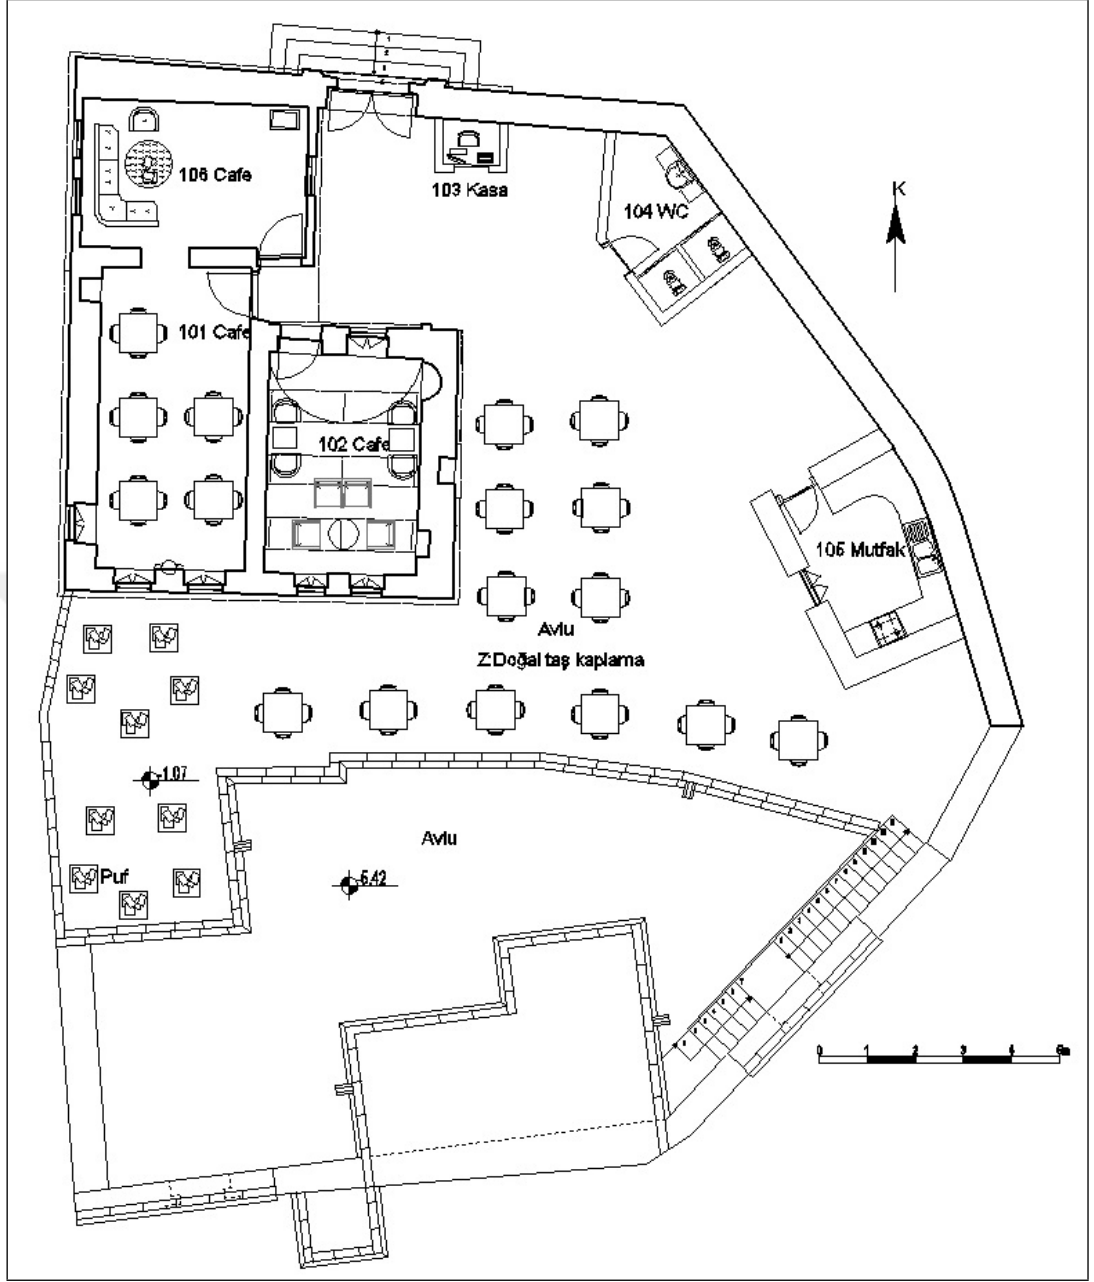 106 Cafe
103 Kasa
104 WC
K
101 Cafe
102 Cafe
105 Mutfak
Avlu
Z:Doğal taş kaplama
-1.07
Avlu
Puf
-5.42
0 1 2 3 4 5m